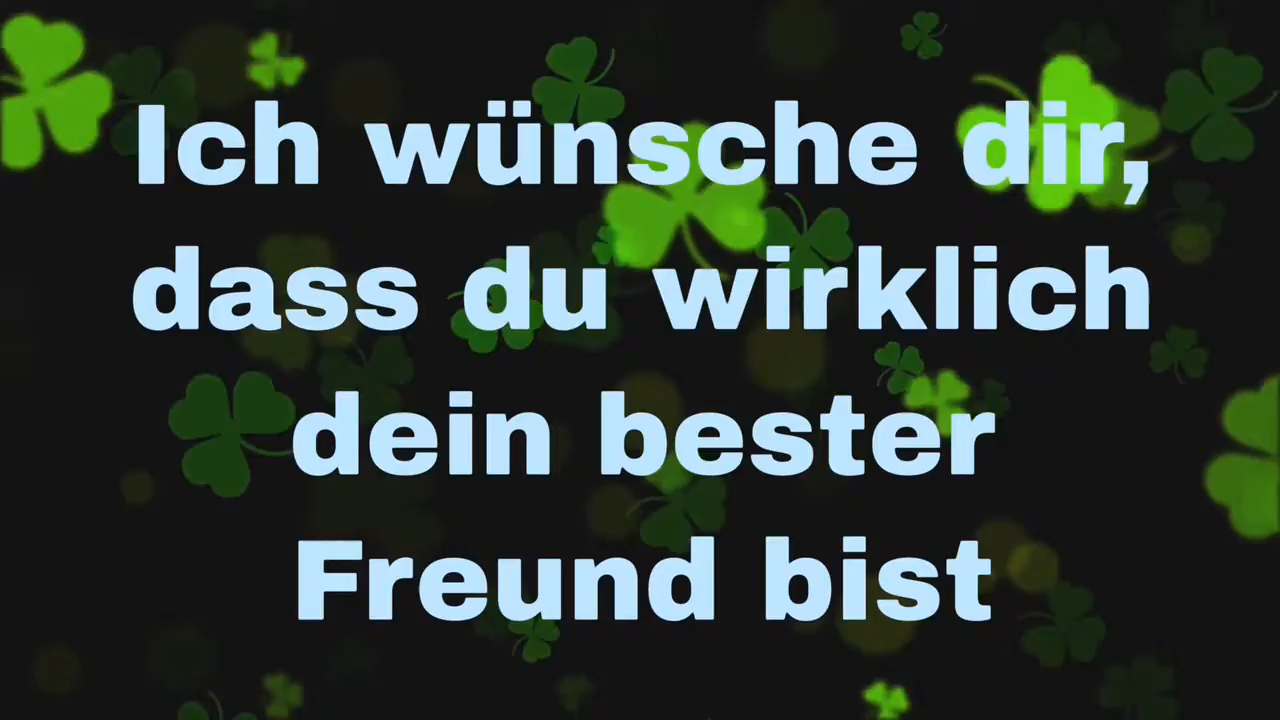 Ich wünsche dir,
dass du wirklich
dein bester
Freund bist